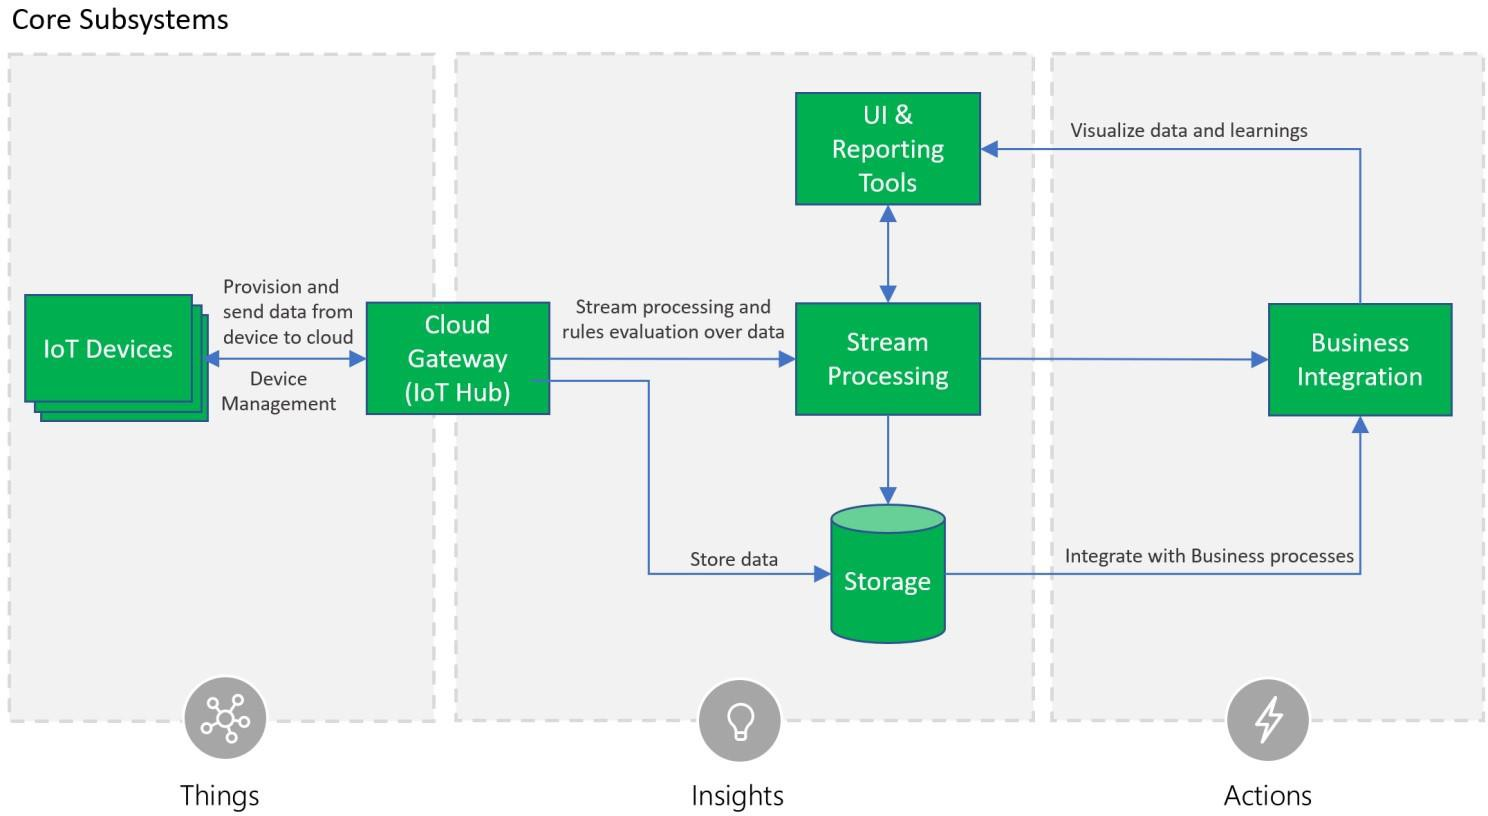 Core Subsystems
UI &
Reporting
Tools
Visualize data and learnings
Provision and
send data from
device to cloud
IoT Devices
Device
Management
Cloud
Gateway
(IoT Hub)
Stream processing and
rules evaluation over data
Stream
Processing
Business
Integration
Store data
Storage
Integrate with Business processes
Things
Insights
Actions